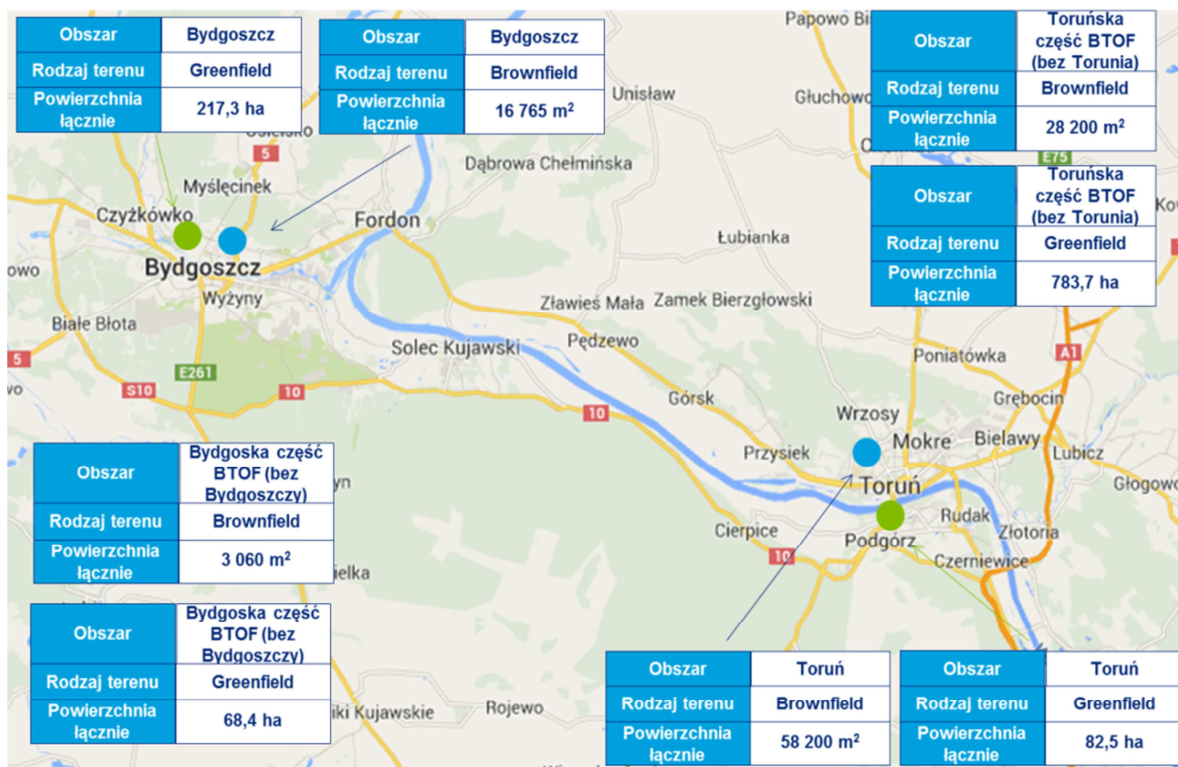 Obszar Bydgoszcz
Rodzaj terenu Greenfield
Powierzchnia łącznie 217,3 ha
Obszar Bydgoszcz
Rodzaj terenu Brownfield
Powierzchnia łącznie 16 765 m²
Obszar Toruńska część BTOF (bez Torunia)
Rodzaj terenu Brownfield
Powierzchnia łącznie 28 200 m²
Obszar Toruńska część BTOF (bez Torunia)
Rodzaj terenu Greenfield
Powierzchnia łącznie 783,7 ha
Papowo
Unisław
Dąbrowa Chełmińska
E75
5
Myślęcinek
Czyżkówko
Fordon
Łubianka
Bydgoszcz
Wyżyny
Zławieś Mała
Zamek Bierzgłowski
Białe Błota
Solec Kujawski
Pędzewo
Poniatówka
A1
5
E261
S10
10
10
Górsk
Grębocin
Wrzosy
Mokre
Bielawy
Lubicz
Przysiek
Toruń
Rudak
Złotoria
Cierpice
10
Podgórz
Czerniewice
Obszar Bydgoska część BTOF (bez Bydgoszczy)
Rodzaj terenu Brownfield
Powierzchnia łącznie 3 060 m²
Obszar Bydgoska część BTOF (bez Bydgoszczy)
Rodzaj terenu Greenfield
Powierzchnia łącznie 68,4 ha
Kujawskie
Rojewo
Obszar Toruń
Rodzaj terenu Brownfield
Powierzchnia łącznie 58 200 m²
Obszar Toruń
Rodzaj terenu Greenfield
Powierzchnia łącznie 82,5 ha